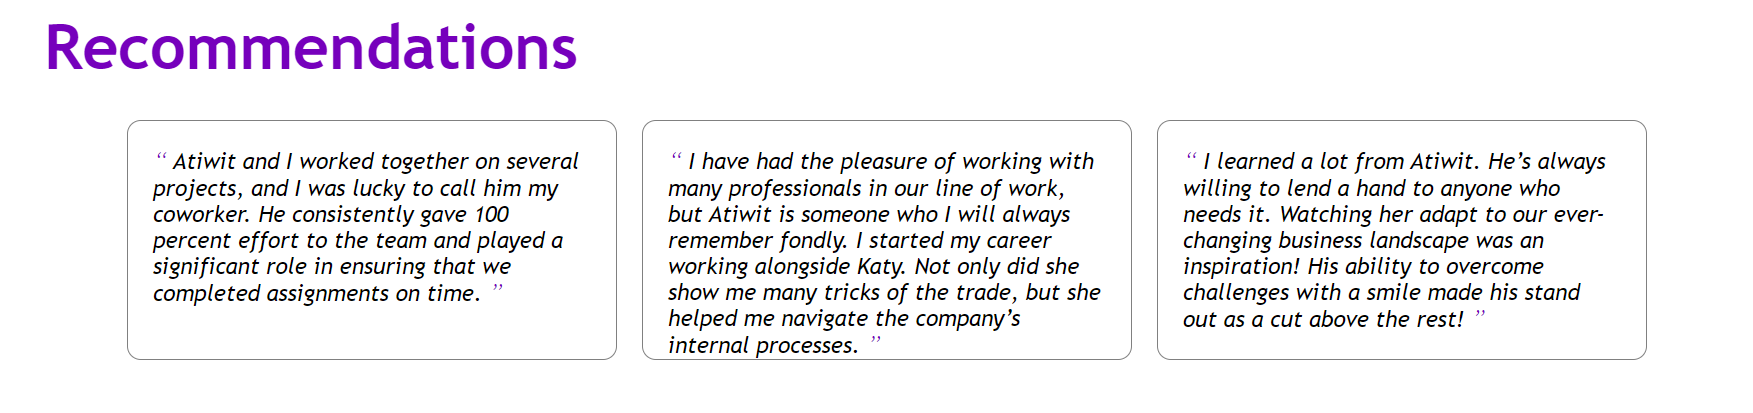 Recommendations
“ Atiwit and I worked together on several
projects, and I was lucky to call him my
coworker. He consistently gave 100
percent effort to the team and played a
significant role in ensuring that we
completed assignments on time. ”
“ I have had the pleasure of working with
many professionals in our line of work,
but Atiwit is someone who I will always
remember fondly. I started my career
working alongside Katy. Not only did she
show me many tricks of the trade, but she
helped me navigate the company’s
internal processes. ”
“ I learned a lot from Atiwit. He’s always
willing to lend a hand to anyone who
needs it. Watching her adapt to our ever-
changing business landscape was an
inspiration! His ability to overcome
challenges with a smile made his stand
out as a cut above the rest! ”